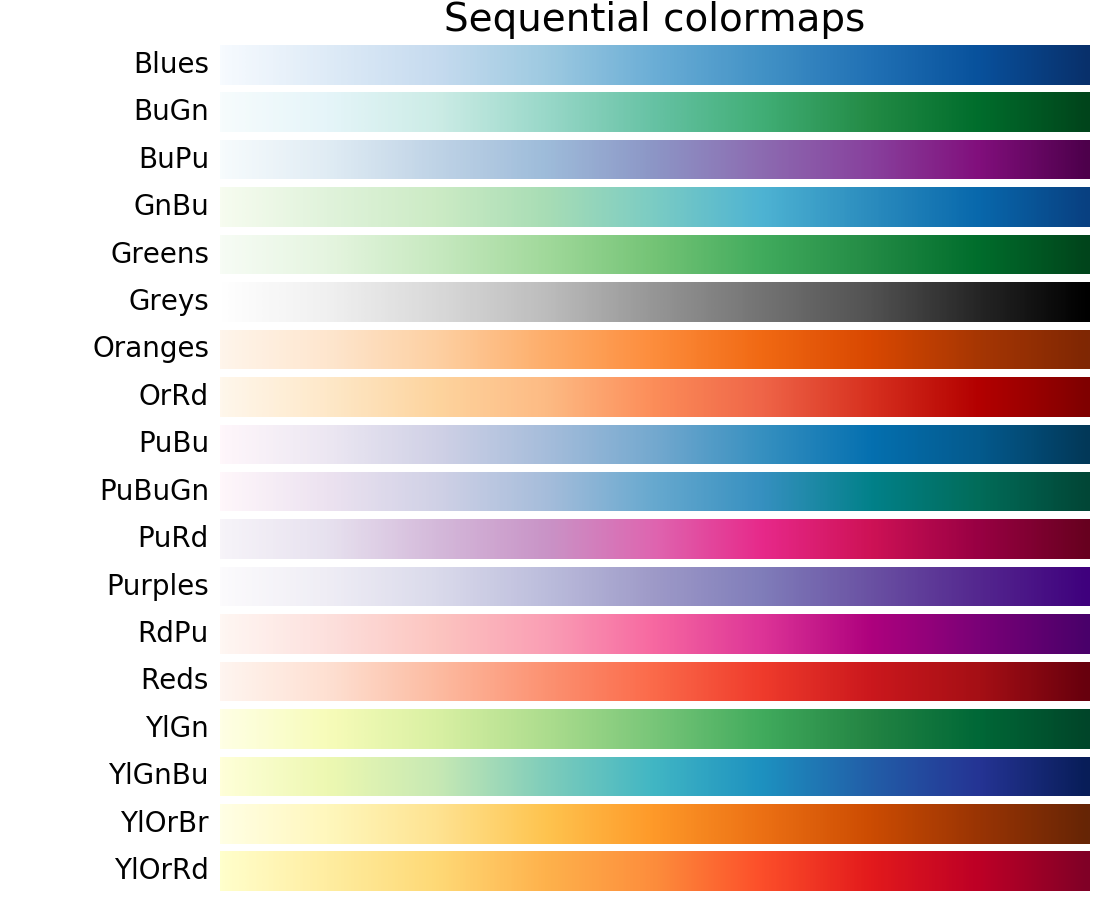 Sequential colormaps
Blues
BuGn
BuPu
GnBu
Greens
Greys
Oranges
OrRd
PuBu
PuBuGn
PuRd
Purples
RdPu
Reds
YlGn
YlGnBu
YlOrBr
YlOrRd